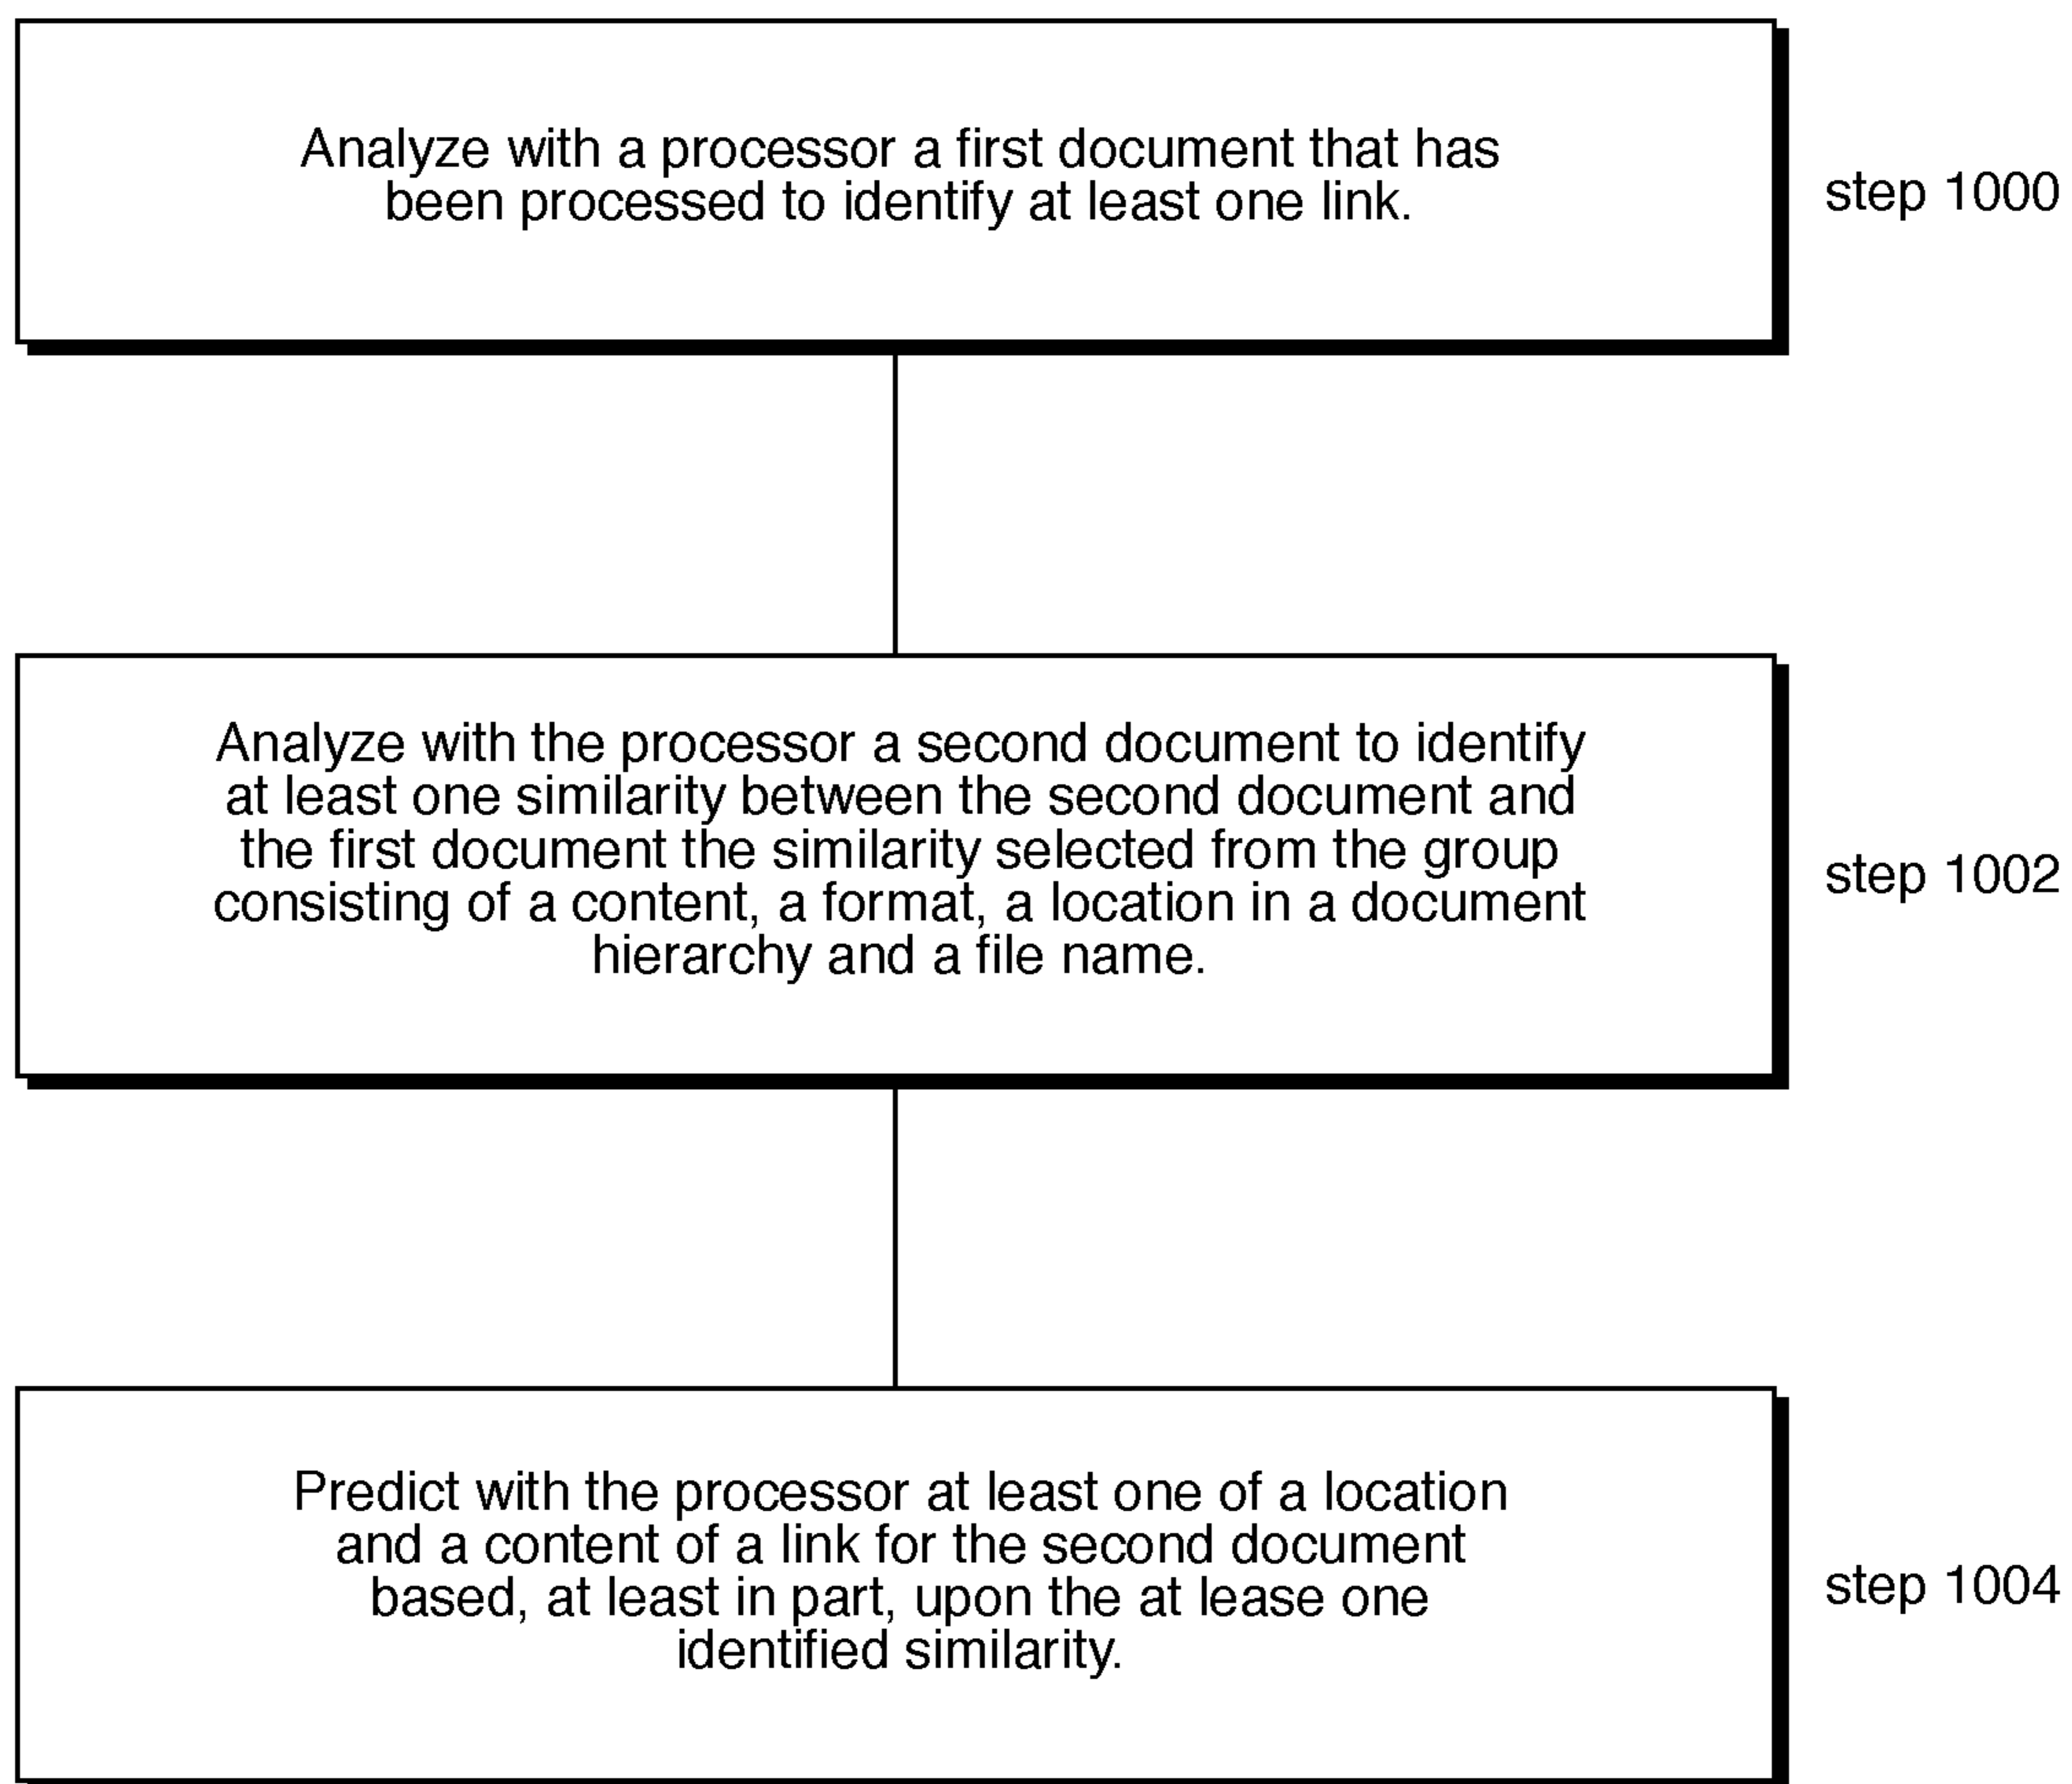 Analyze with a processor a first document that has
been processed to identify at least one link.
step 1000
Analyze with the processor a second document to identify
at least one similarity between the second document and
the first document the similarity selected from the group
consisting of a content, a format, a location in a document
hierarchy and a file name.
step 1002
Predict with the processor at least one of a location
and a content of a link for the second document
based, at least in part, upon the at lease one
identified similarity.
step 1004